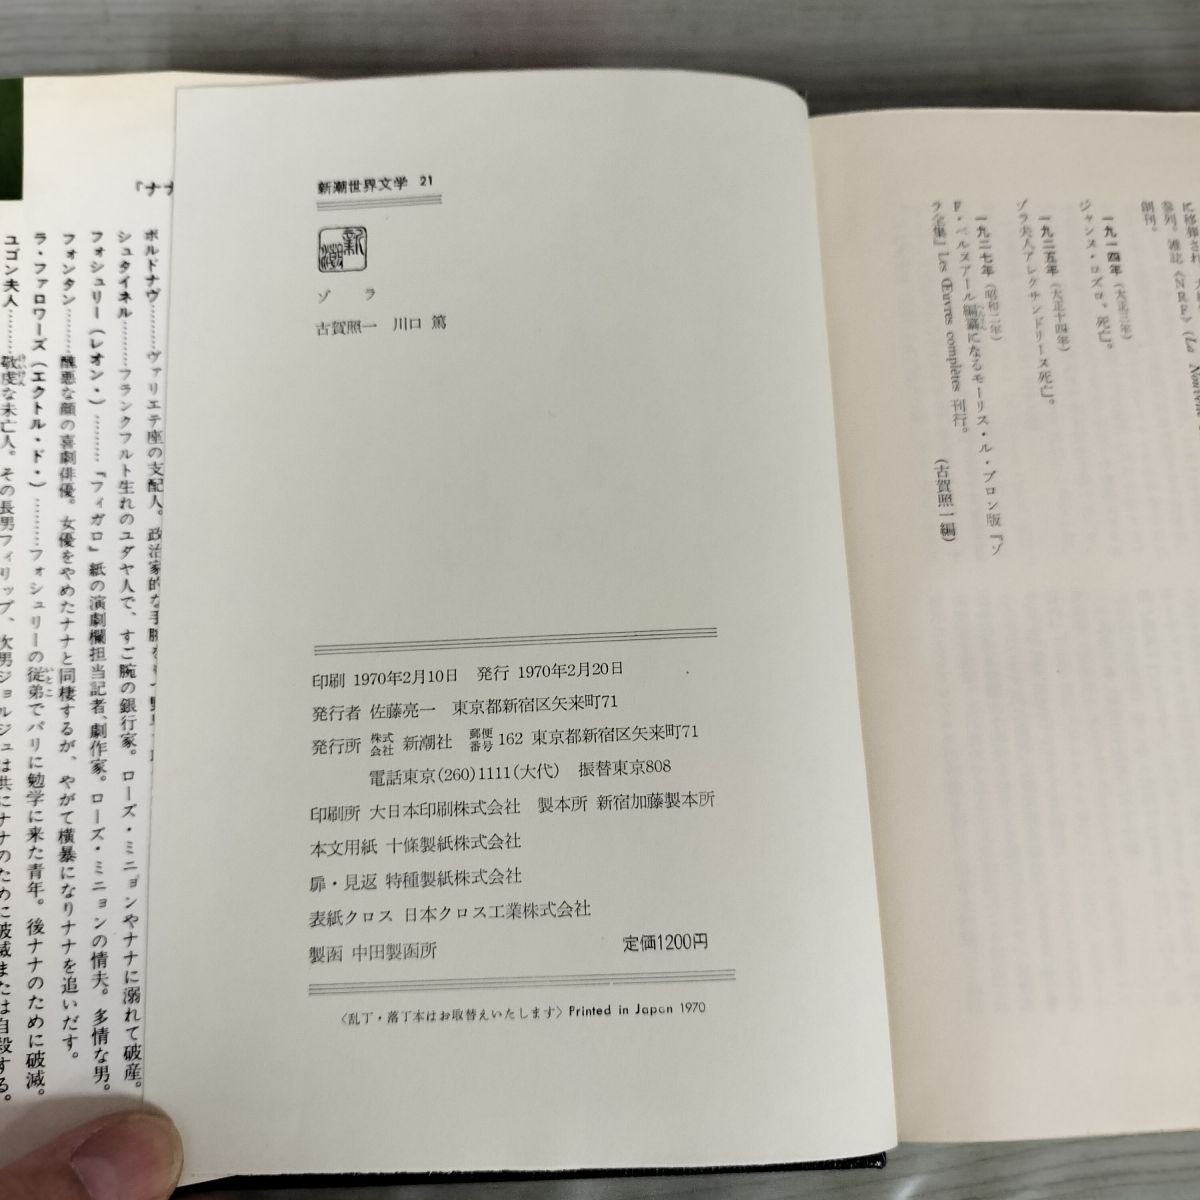 新潮世界文学 21
新潮
ゾラ
古賀照一 川口 篤
印刷 1970年2月10日 発行 1970年2月20日
発行者 佐藤亮一 東京都新宿区矢来町71
発行所 株式会社 新潮社 郵便番号 162 東京都新宿区矢来町71
電話東京(260)1111(大代) 振替東京808
印刷所 大日本印刷株式会社 製本所 新宿加藤製本所
本文用紙 十條製紙株式会社
扉・見返 特種製紙株式会社
表紙クロス 日本クロス工業株式会社
製函 中田製函所
定価1200円
〈乱丁・落丁本はお取替えいたします〉 Printed in Japan 1970
創刊。
一九一四年（大正三年）
ジャンヌ・ロズロ、死亡。
一九二五年（大正十四年）
ゾラ夫人アレクサンドリーヌ死亡。
一九二七年（昭和二年）
F・ベルヌアール編纂になるモーリス・ル・ブロン版『ゾ
ラ全集』Les Œuvres complètes 刊行。
（古賀照一編）
『ナナ
ボルドナヴ………ヴァリエテ座の支配人。政治家的な手腕を
シュタイネル………フランクフルト生れのユダヤ人で、すご腕の銀行家。ローズ・ミニョンやナナに溺れて破産。
フォシュリー（レオン・）………「フィガロ」紙の演劇欄担当記者、劇作家。ローズ・ミニョンの情夫。多情な男。
フォンタン………醜悪な顔の喜劇俳優。女優をやめたナナと同棲するが、やがて横暴になりナナを追いだす。
ラ・ファロワーズ（エクトル・ド・）………フォシュリーの従弟でパリに勉学に来た青年。後ナナのために破滅。
ユゴン夫人………敬虔な未亡人。その長男フィリップ、次男ジョルジュは共にナナのために破滅または自殺する。